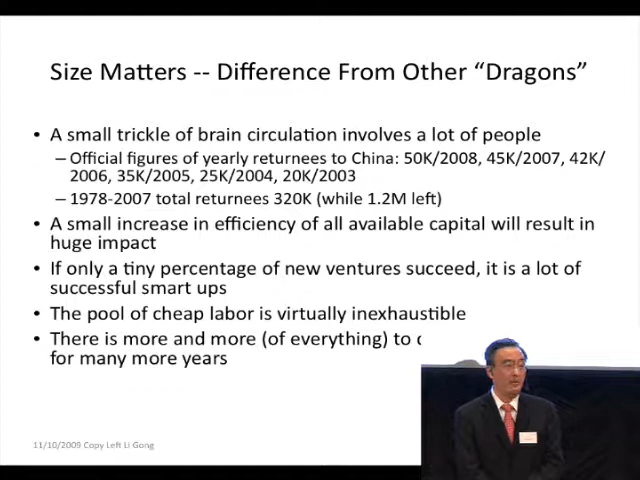 Size Matters -- Difference From Other “Dragons”
• A small trickle of brain circulation involves a lot of people
– Official figures of yearly returnees to China: 50K/2008, 45K/2007, 42K/
2006, 35K/2005, 25K/2004, 20K/2003
– 1978-2007 total returnees 320K (while 1.2M left)
• A small increase in efficiency of all available capital will result in
huge impact
• If only a tiny percentage of new ventures succeed, it is a lot of
successful smart ups
• The pool of cheap labor is virtually inexhaustible
• There is more and more (of everything) to
for many more years
11/10/2009 Copy Left Li Gong